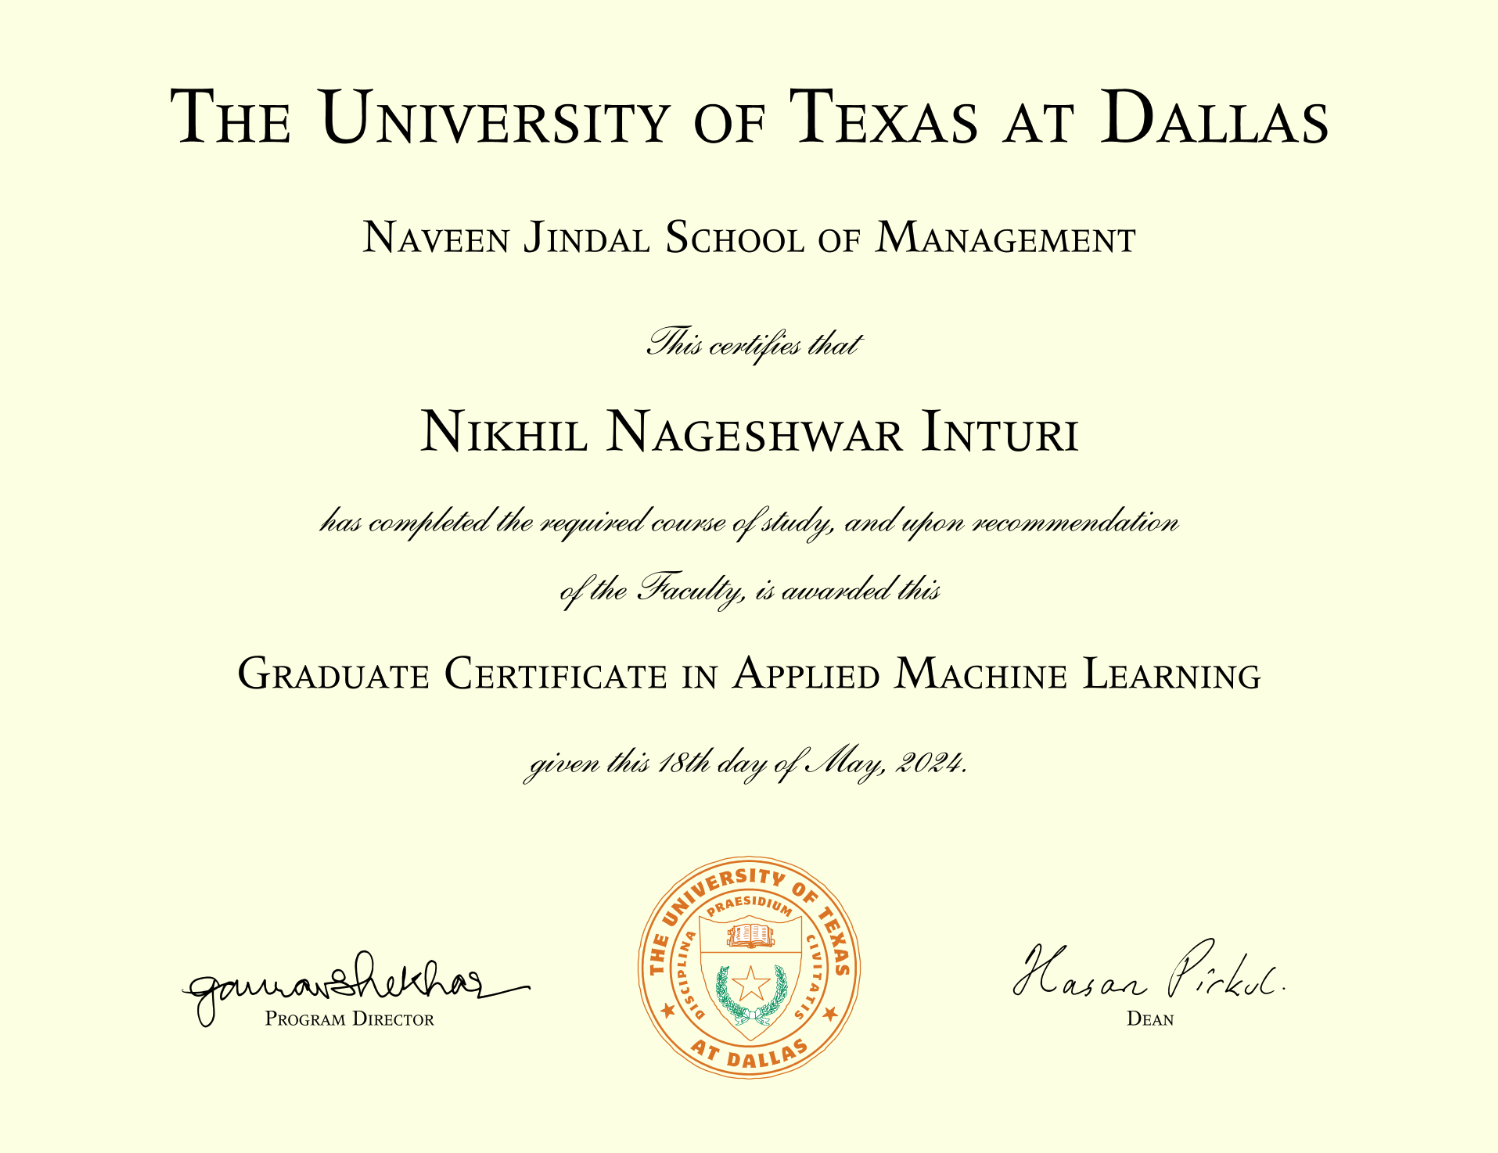 The University of Texas at Dallas
Naveen Jindal School of Management
This certifies that
Nikhil Nageshwar Inturi
has completed the required course of study, and upon recommendation
of the Faculty, is awarded this
Graduate Certificate in Applied Machine Learning
given this 18th day of May, 2024.
THE UNIVERSITY OF TEXAS
DISCIPLINA PRAESIDIUM CIVITATIS
AT DALLAS
gauravshekhar
Program Director
Hasan Pirkul.
Dean